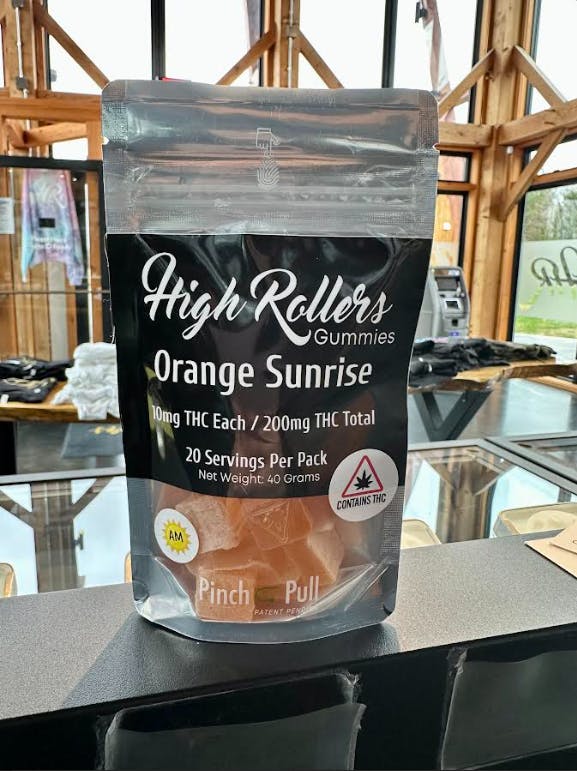 High Rollers
Gummies
Orange Sunrise
10mg THC Each / 200mg THC Total
20 Servings Per Pack
Net Weight: 40 Grams
CONTAINS THC
AM
Pinch Pull
PATENT